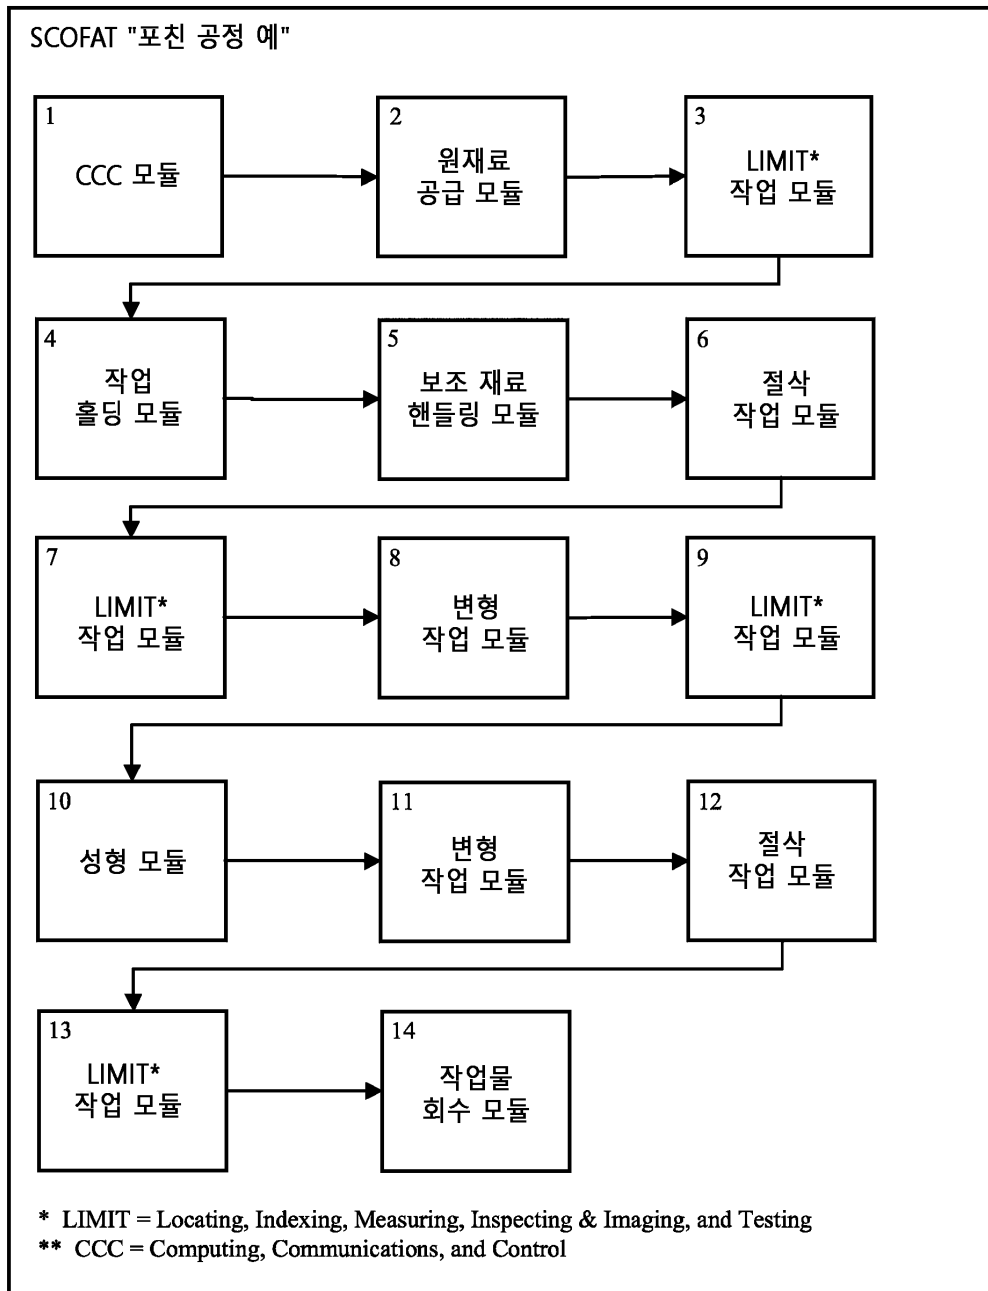 SCOFAT "포친 공정 예"
1
CCC 모듈
2
원재료
공급 모듈
3
LIMIT*
작업 모듈
4
작업
홀딩 모듈
5
보조 재료
핸들링 모듈
6
절삭
작업 모듈
7
LIMIT*
작업 모듈
8
변형
작업 모듈
9
LIMIT*
작업 모듈
10
성형 모듈
11
변형
작업 모듈
12
절삭
작업 모듈
13
LIMIT*
작업 모듈
14
작업물
회수 모듈
* LIMIT = Locating, Indexing, Measuring, Inspecting & Imaging, and Testing
** CCC = Computing, Communications, and Control